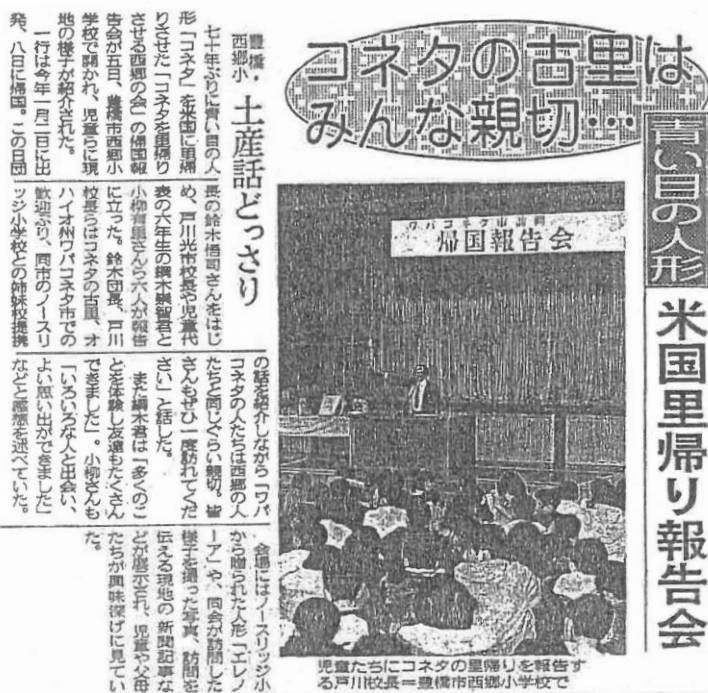 コネタの古里は
みんな親切…
青い目の人形
米国里帰り報告会
ワパコネタ市訪問
帰国報告会
児童たちにコネタの里帰りを報告す
る戸川校長＝豊橋市西郷小学校で
豊橋・
西郷小
土産話どっさり
七十年ぶりに青い目の人
形「コネタ」を米国に里帰
りさせた「コネタを里帰り
させる西郷の会」の帰国報
告会が五日、豊橋市西郷小
学校で開かれ、児童らに現
地の様子が紹介された。
一行は今年一月二日に出
発、八日に帰国。この日団
長の鈴木悟司さんをはじ
め、戸川光市校長や児童代
表の六年生の鋼木崇智君と
小柳有里さんら六人が報告
に立った。鈴木団長、戸川
校長らはコネタの古里、オ
ハイオ州ワパコネタ市での
歓迎ぶり、同市のノースリ
ッジ小学校との姉妹校提携
の話を紹介しながら「ワパ
コネタの人たちは西郷の人
たちと同じぐらい親切。皆
さんもぜひ一度訪れてくだ
さい」と話した。
また鋼木君は「多くのこ
とを体験し友達もたくさん
できました」。小柳さんも
「いろいろな人と出会い、
よい思い出ができました」
などと感想を述べていた。
会場にはノースリッジ小
から贈られた人形「エレノ
ーア」や、同会が訪問した
様子を撮った写真、訪問を
伝える現地の新聞記事な
どが展示され、児童や父母
たちが興味深げに見てい
た。